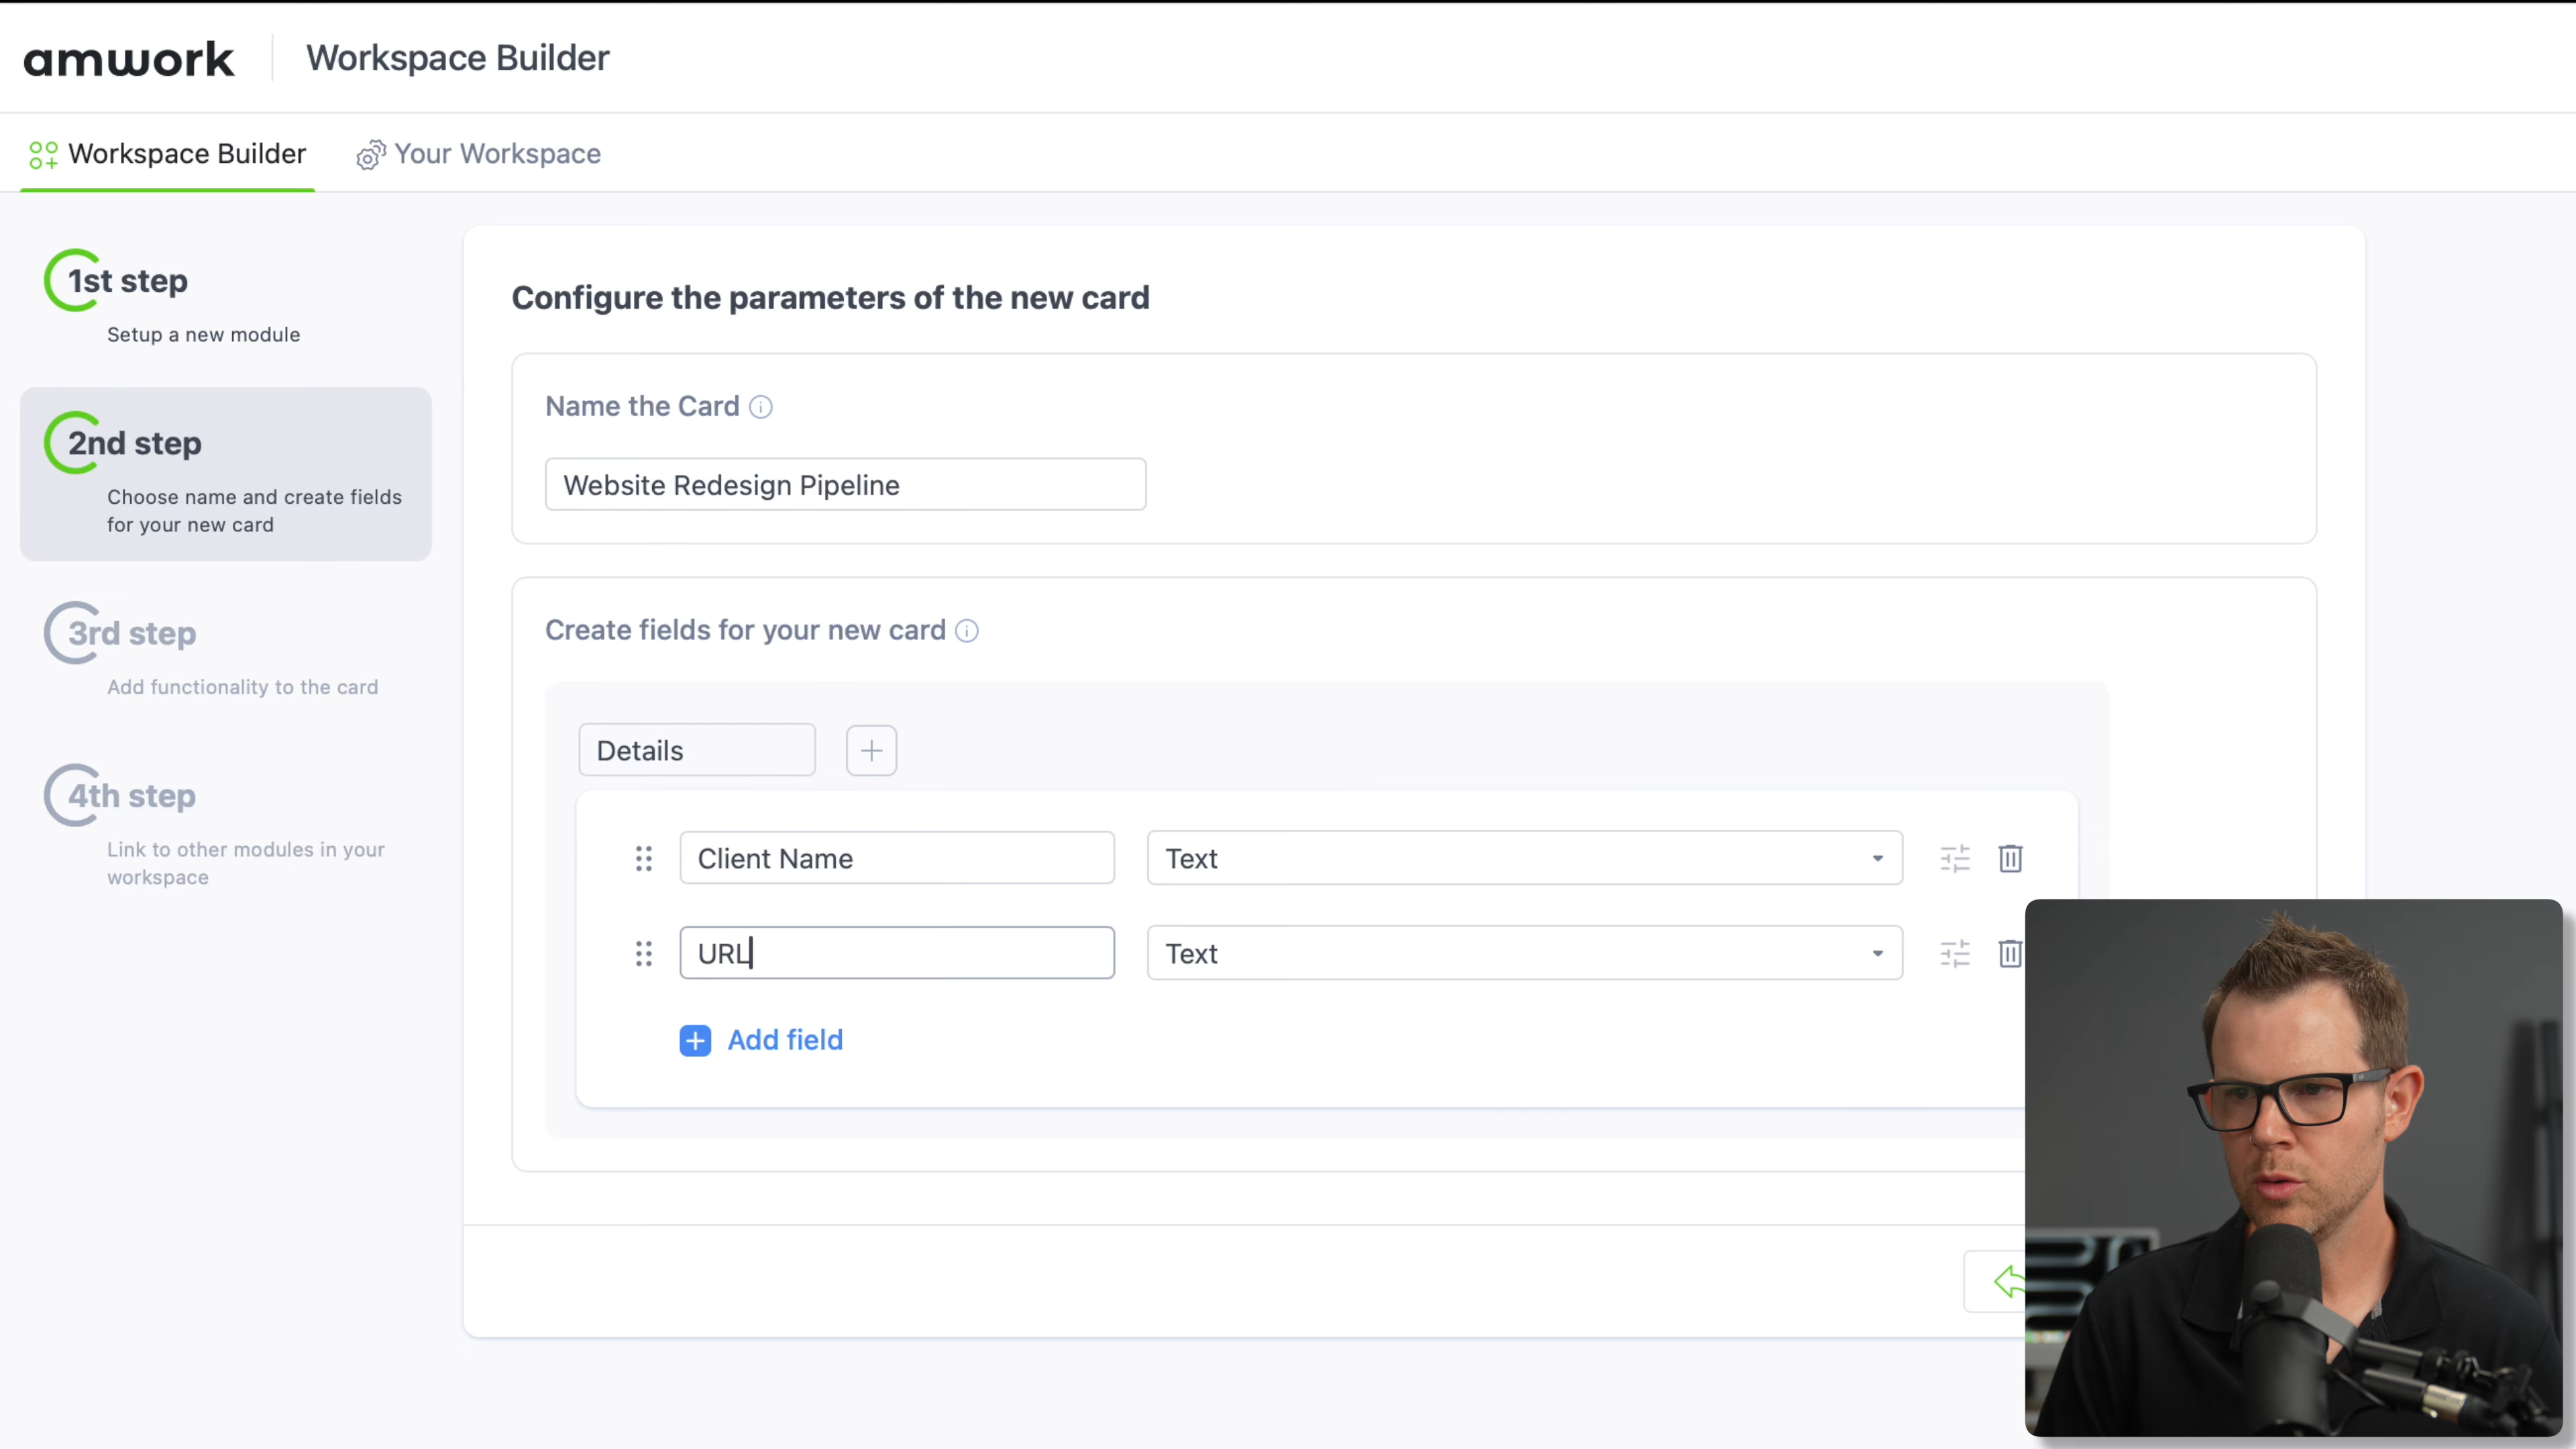 amwork
Workspace Builder
Workspace Builder
Your Workspace
1st step
Setup a new module
2nd step
Choose name and create fields
for your new card
3rd step
Add functionality to the card
4th step
Link to other modules in your
workspace
Configure the parameters of the new card
Name the Card
Website Redesign Pipeline
Create fields for your new card
Details
Client Name
Text
URL
Text
Add field